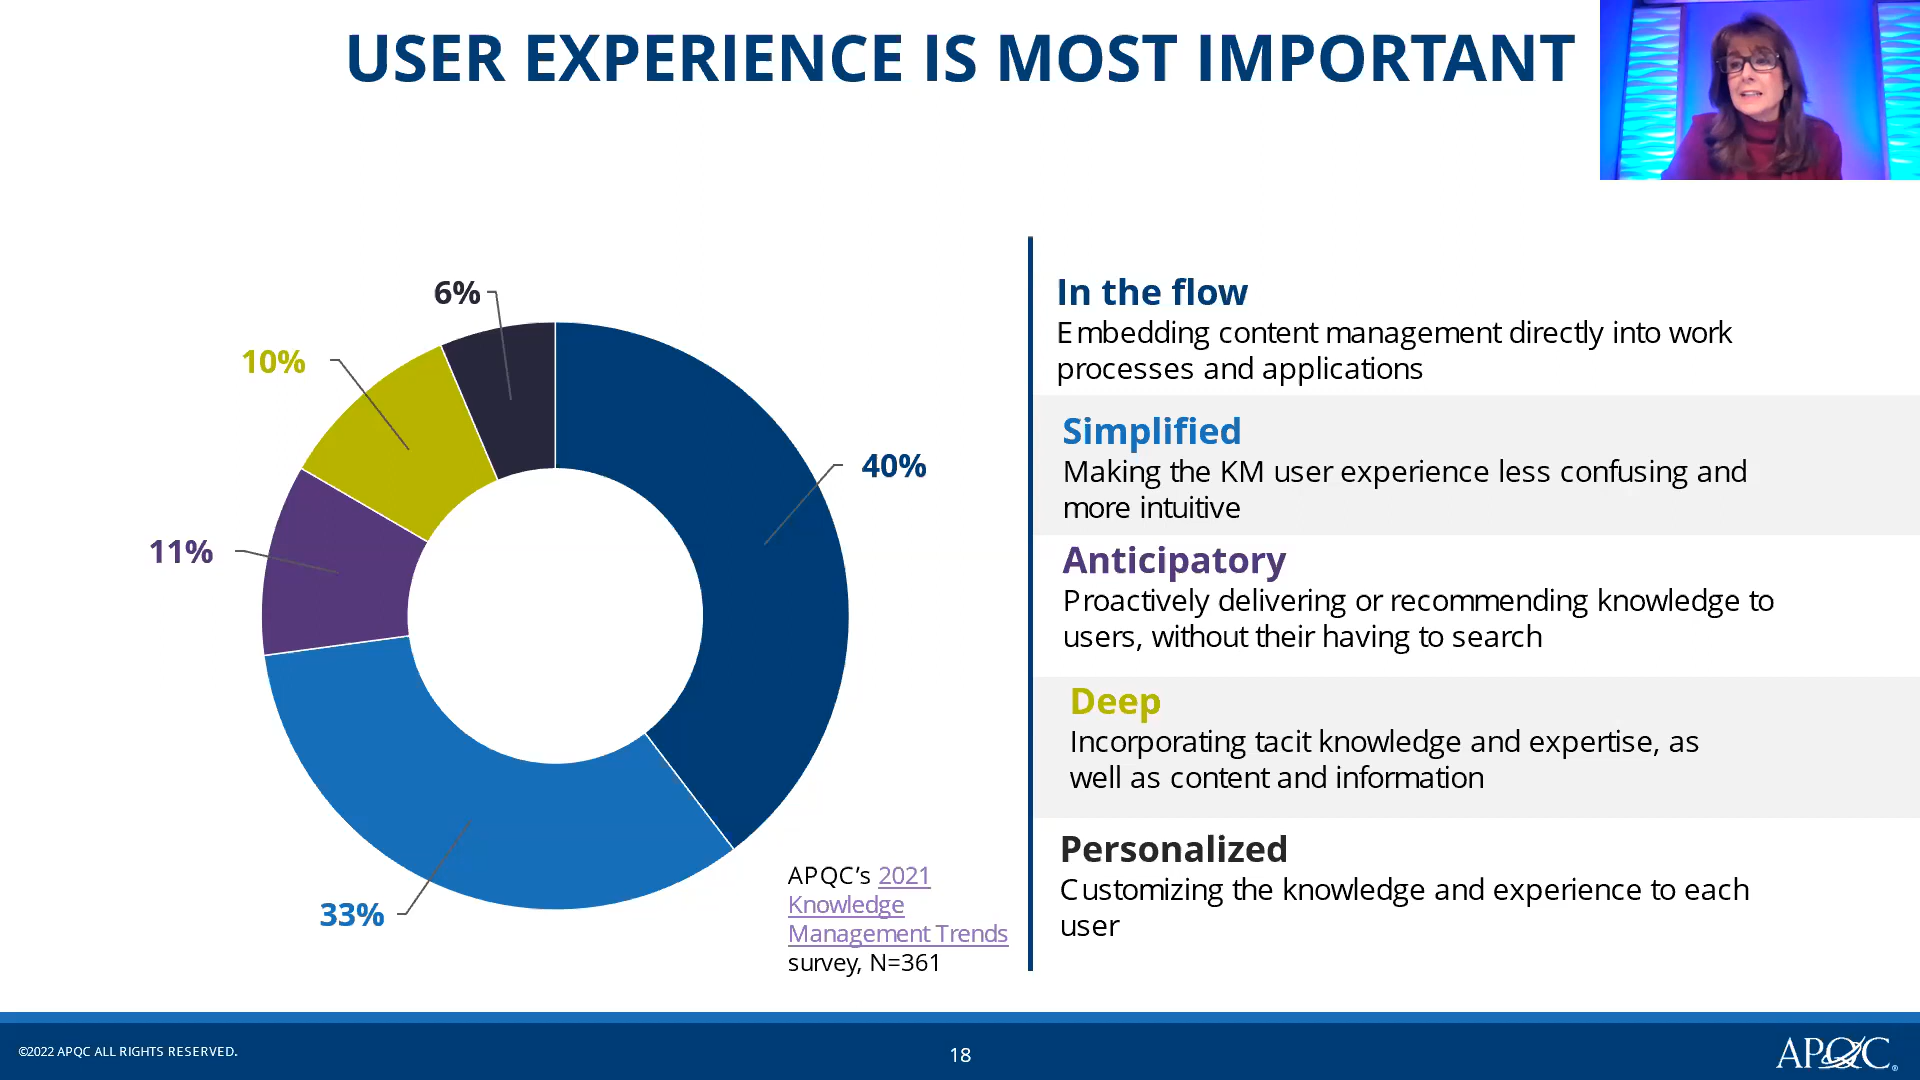 USER EXPERIENCE IS MOST IMPORTANT
6%
10%
40%
11%
33%
APQC’s 2021
Knowledge
Management Trends
survey, N=361
In the flow
Embedding content management directly into work
processes and applications
Simplified
Making the KM user experience less confusing and
more intuitive
Anticipatory
Proactively delivering or recommending knowledge to
users, without their having to search
Deep
Incorporating tacit knowledge and expertise, as
well as content and information
Personalized
Customizing the knowledge and experience to each
user
©2022 APQC ALL RIGHTS RESERVED.
18
APQC®